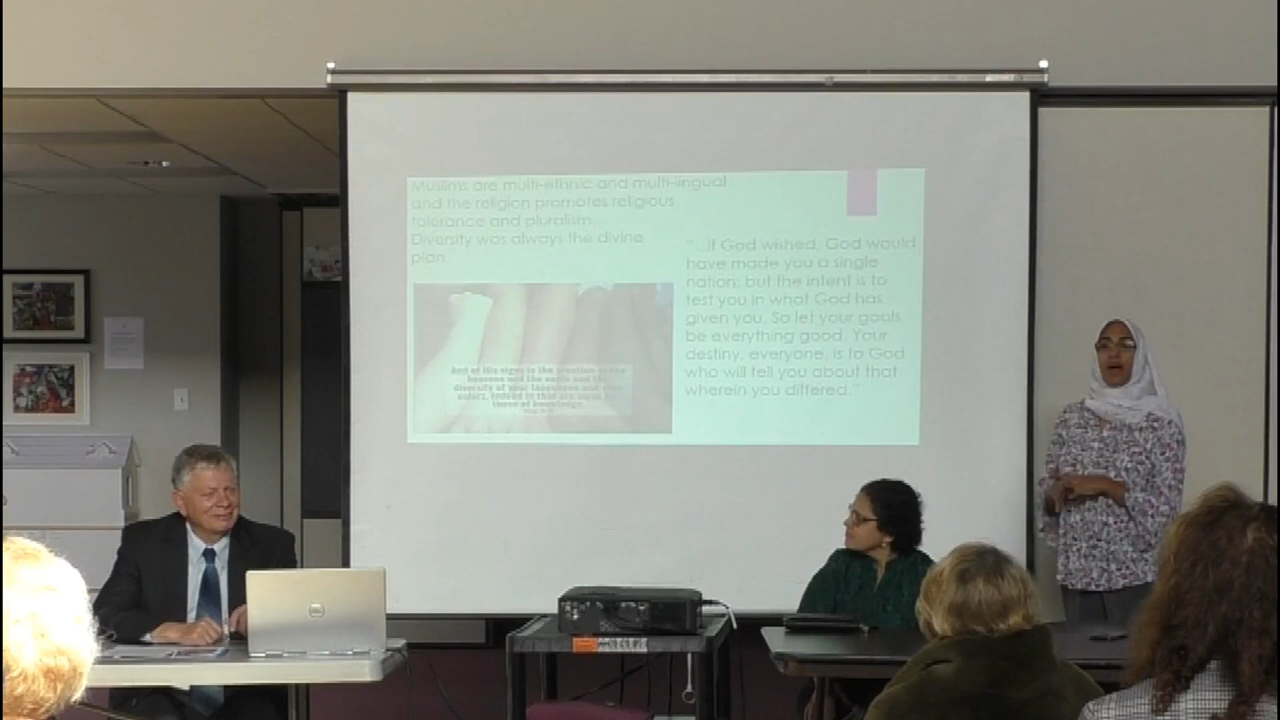 Muslims are multi-ethnic and multi-lingual
and the religion promotes religious
tolerance and pluralism.
Diversity was always the divine
plan
"...if God wished, God would
have made you a single
nation; but the intent is to
test you in what God has
given you. So let your goals
be everything good. Your
destiny, everyone, is to God
who will tell you about that
wherein you differed."
And of His signs is the creation of the
heavens and the earth and the
diversity of your languages and your
colors. Indeed in that are signs for
those of knowledge.
DELL